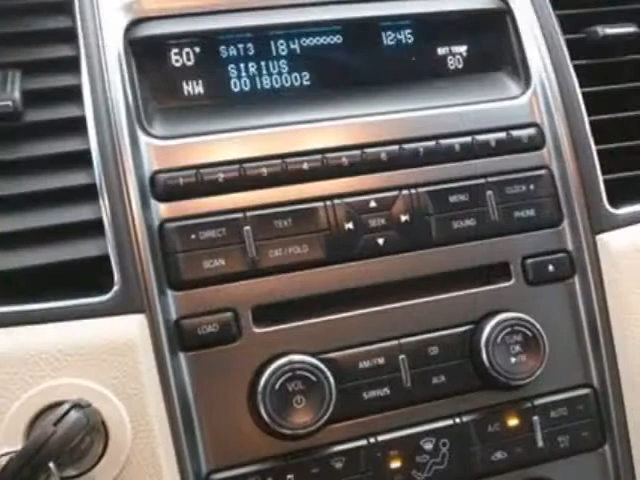 60° SAT3 184 12:45
SIRIUS EXT TEMP
NW 00180002 80°
1 2 3 4 5 6 7 8 9 0
DIRECT TEXT SEEK MENU CLOCK
SCAN CAT/FOLD SOUND PHONE
LOAD
VOL AM/FM CD TUNE
OK
SIRIUS AUX
A/C AUTO